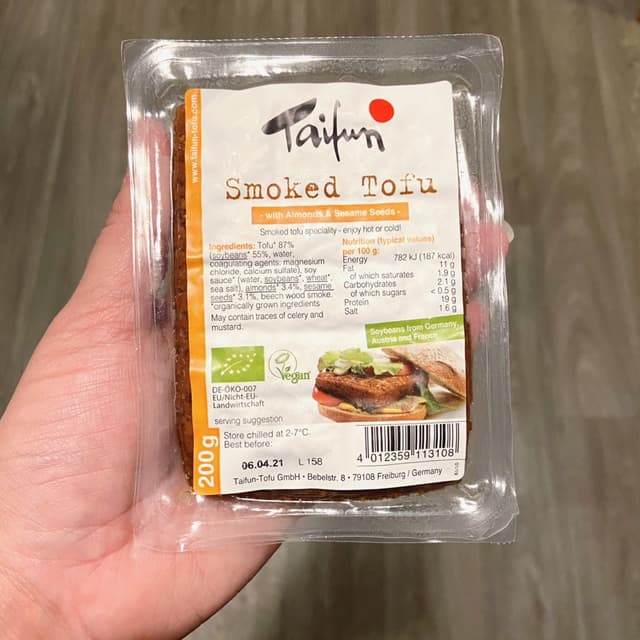 www.taifun-tofu.com
Taifun
Smoked Tofu
- with Almonds & Sesame Seeds -
Smoked tofu speciality - enjoy hot or cold!
Ingredients: Tofu* 87%
(soybeans* 55%, water,
coagulating agents: magnesium
chloride, calcium sulfate), soy
sauce* (water, soybeans*, wheat*,
sea salt), almonds* 3.4%, sesame
seeds* 3.1%, beech wood smoke.
*organically grown ingredients
May contain traces of celery and
mustard.
Nutrition (typical values)
per 100 g:
Energy 782 kJ (187 kcal)
Fat 11 g
of which saturates 1.9 g
Carbohydrates 2.1 g
of which sugars < 0.5 g
Protein 19 g
Salt 1.6 g
Soybeans from Germany,
Austria and France
DE-ÖKO-007
EU/Nicht-EU-
Landwirtschaft
Vegan
serving suggestion
200g
Store chilled at 2-7°C.
Best before:
06.04.21 L 158
4 012359 113108
Taifun-Tofu GmbH • Bebelstr. 8 • 79108 Freiburg / Germany